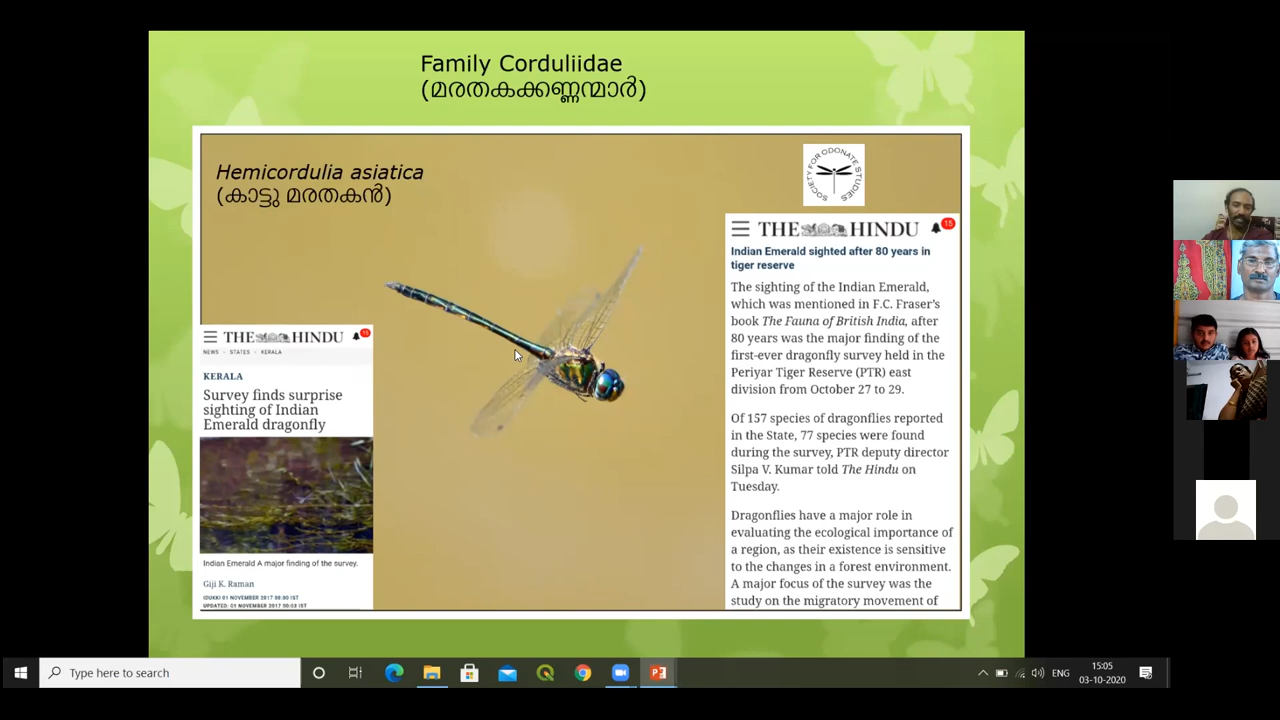 Family Corduliidae
(മരതകക്കണ്ണന്മാർ)
Hemicordulia asiatica
(കാട്ടു മരതകൻ)
SOCIETY FOR ODONATE STUDIES
THE HINDU
15
Indian Emerald sighted after 80 years in
tiger reserve
The sighting of the Indian Emerald,
which was mentioned in F.C. Fraser's
book The Fauna of British India, after
80 years was the major finding of the
first-ever dragonfly survey held in the
Periyar Tiger Reserve (PTR) east
division from October 27 to 29.
Of 157 species of dragonflies reported
in the State, 77 species were found
during the survey, PTR deputy director
Silpa V. Kumar told The Hindu on
Tuesday.
Dragonflies have a major role in
evaluating the ecological importance of
a region, as their existence is sensitive
to the changes in a forest environment.
A major focus of the survey was the
study on the migratory movement of
THE HINDU
15
NEWS - STATES - KERALA
KERALA
Survey finds surprise
sighting of Indian
Emerald dragonfly
Indian Emerald A major finding of the survey.
Giji K. Raman
IDUKKI 01 NOVEMBER 2017 00:00 IST
UPDATED: 01 NOVEMBER 2017 00:03 IST
Type here to search
ENG
15:05
03-10-2020